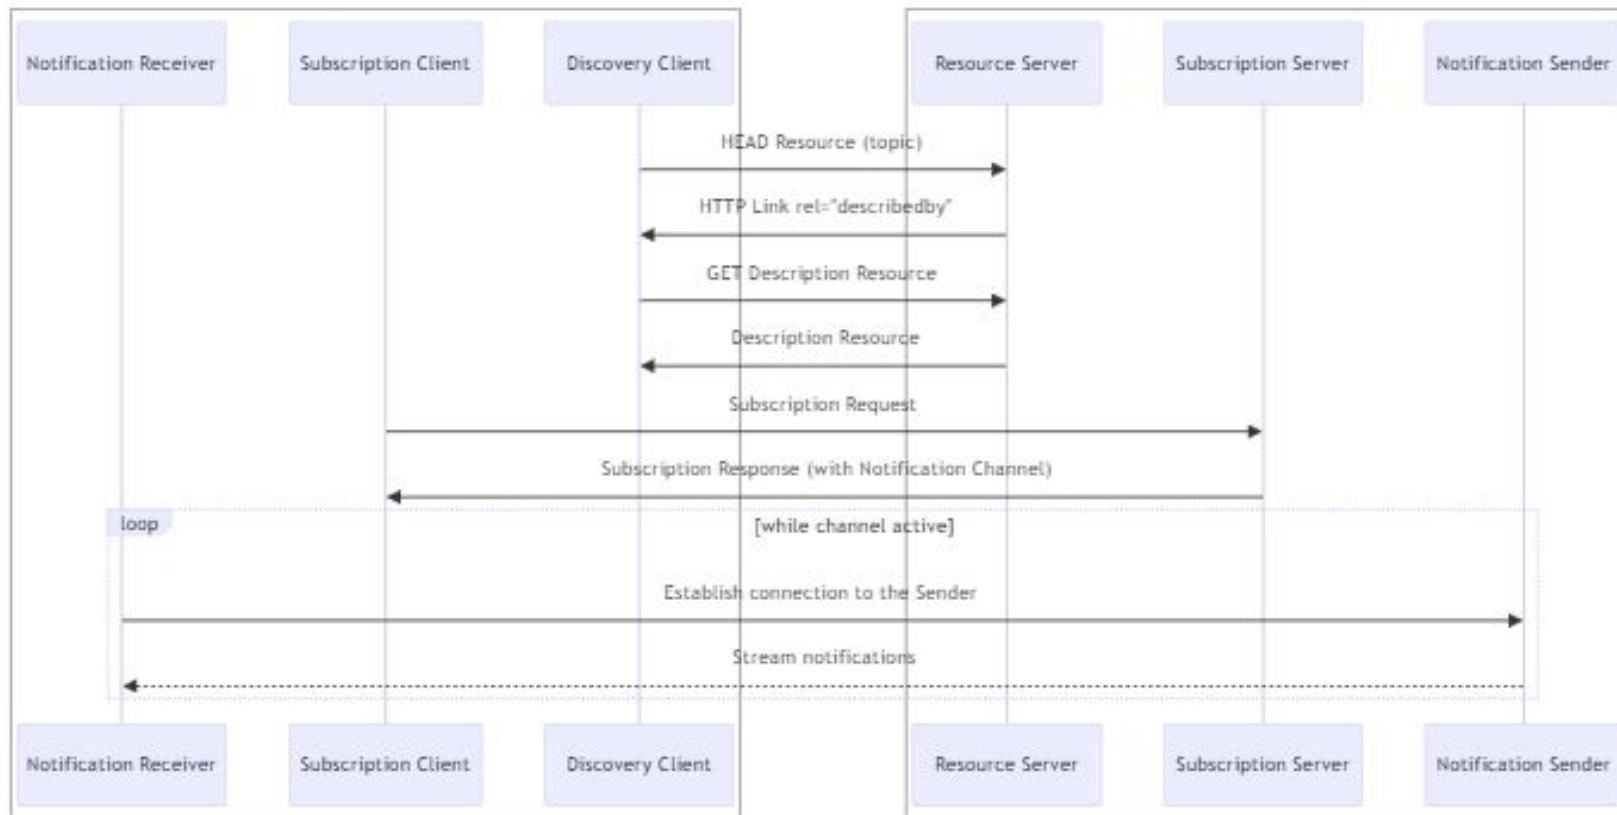 Notification Receiver
Subscription Client
Discovery Client
Resource Server
Subscription Server
Notification Sender
HEAD Resource (topic)
HTTP Link rel="describedby"
GET Description Resource
Description Resource
Subscription Request
Subscription Response (with Notification Channel)
loop
[while channel active]
Establish connection to the Sender
Stream notifications
Notification Receiver
Subscription Client
Discovery Client
Resource Server
Subscription Server
Notification Sender